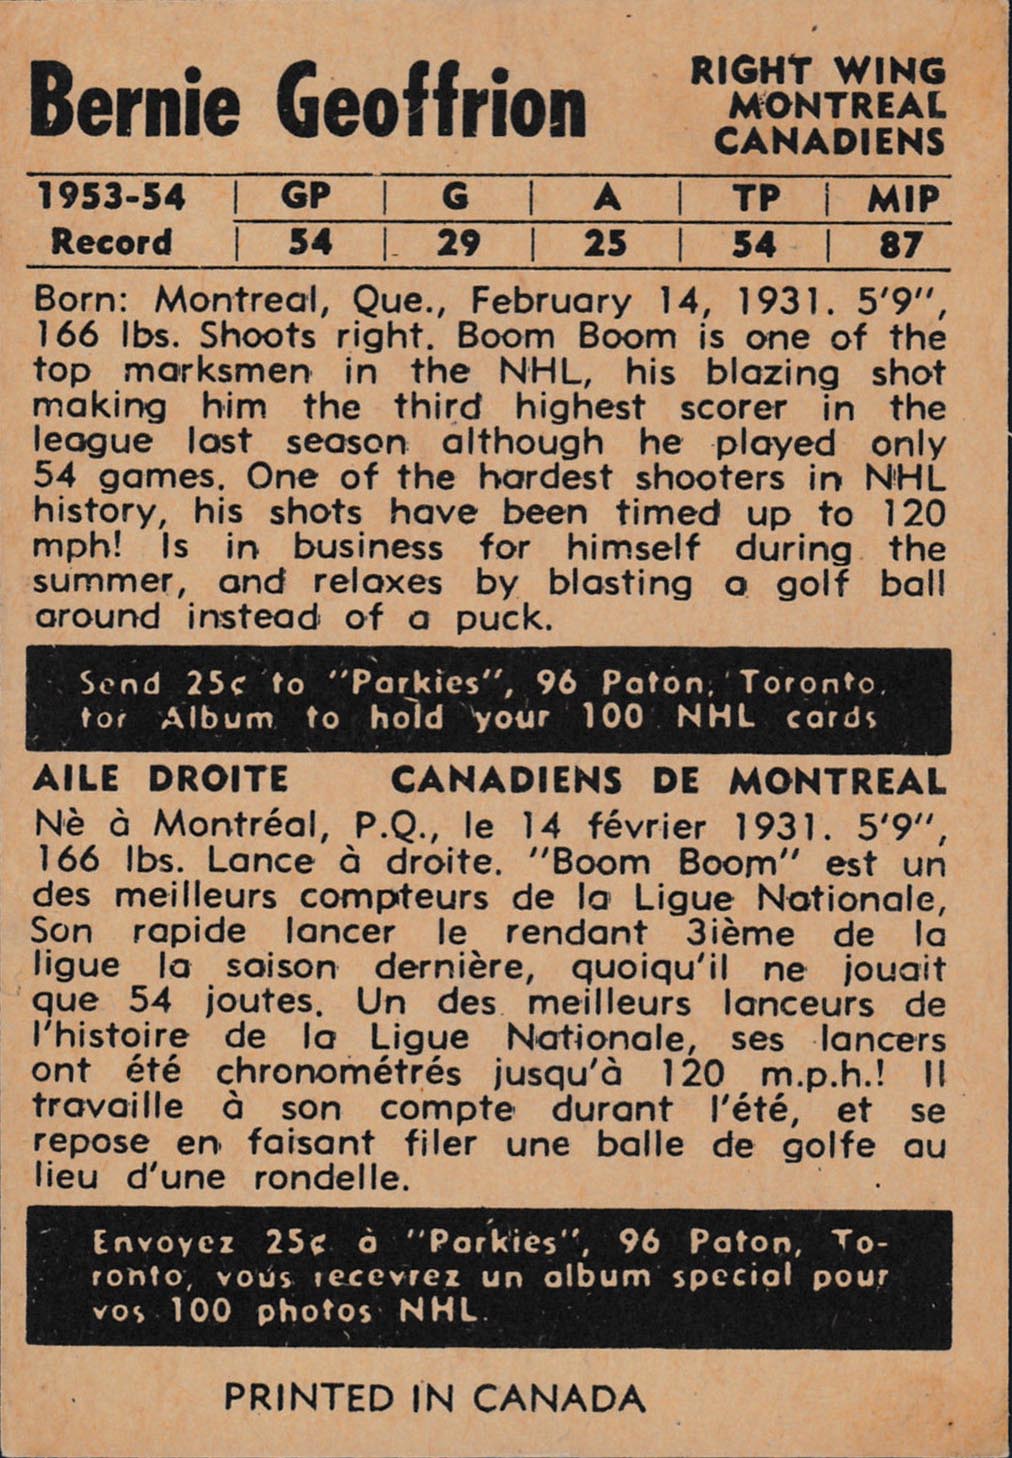 Bernie Geoffrion
RIGHT WING
MONTREAL
CANADIENS
1953-54 | GP | G | A | TP | MIP
Record | 54 | 29 | 25 | 54 | 87
Born: Montreal, Que., February 14, 1931. 5'9",
166 lbs. Shoots right. Boom Boom is one of the
top marksmen in the NHL, his blazing shot
making him the third highest scorer in the
league last season although he played only
54 games. One of the hardest shooters in NHL
history, his shots have been timed up to 120
mph! Is in business for himself during the
summer, and relaxes by blasting a golf ball
around instead of a puck.
Send 25¢ to "Parkies", 96 Paton, Toronto,
for Album to hold your 100 NHL cards
AILE DROITE CANADIENS DE MONTREAL
Nè à Montréal, P.Q., le 14 février 1931. 5'9",
166 lbs. Lance à droite. "Boom Boom" est un
des meilleurs compteurs de la Ligue Nationale,
Son rapide lancer le rendant 3ième de la
ligue la saison dernière, quoiqu'il ne jouait
que 54 joutes. Un des meilleurs lanceurs de
l'histoire de la Ligue Nationale, ses lancers
ont été chronométrés jusqu'à 120 m.p.h.! Il
travaille à son compte durant l'été, et se
repose en faisant filer une balle de golfe au
lieu d'une rondelle.
Envoyez 25¢ à "Parkies", 96 Paton, To-
ronto, vous recevrez un album special pour
vos 100 photos NHL.
PRINTED IN CANADA